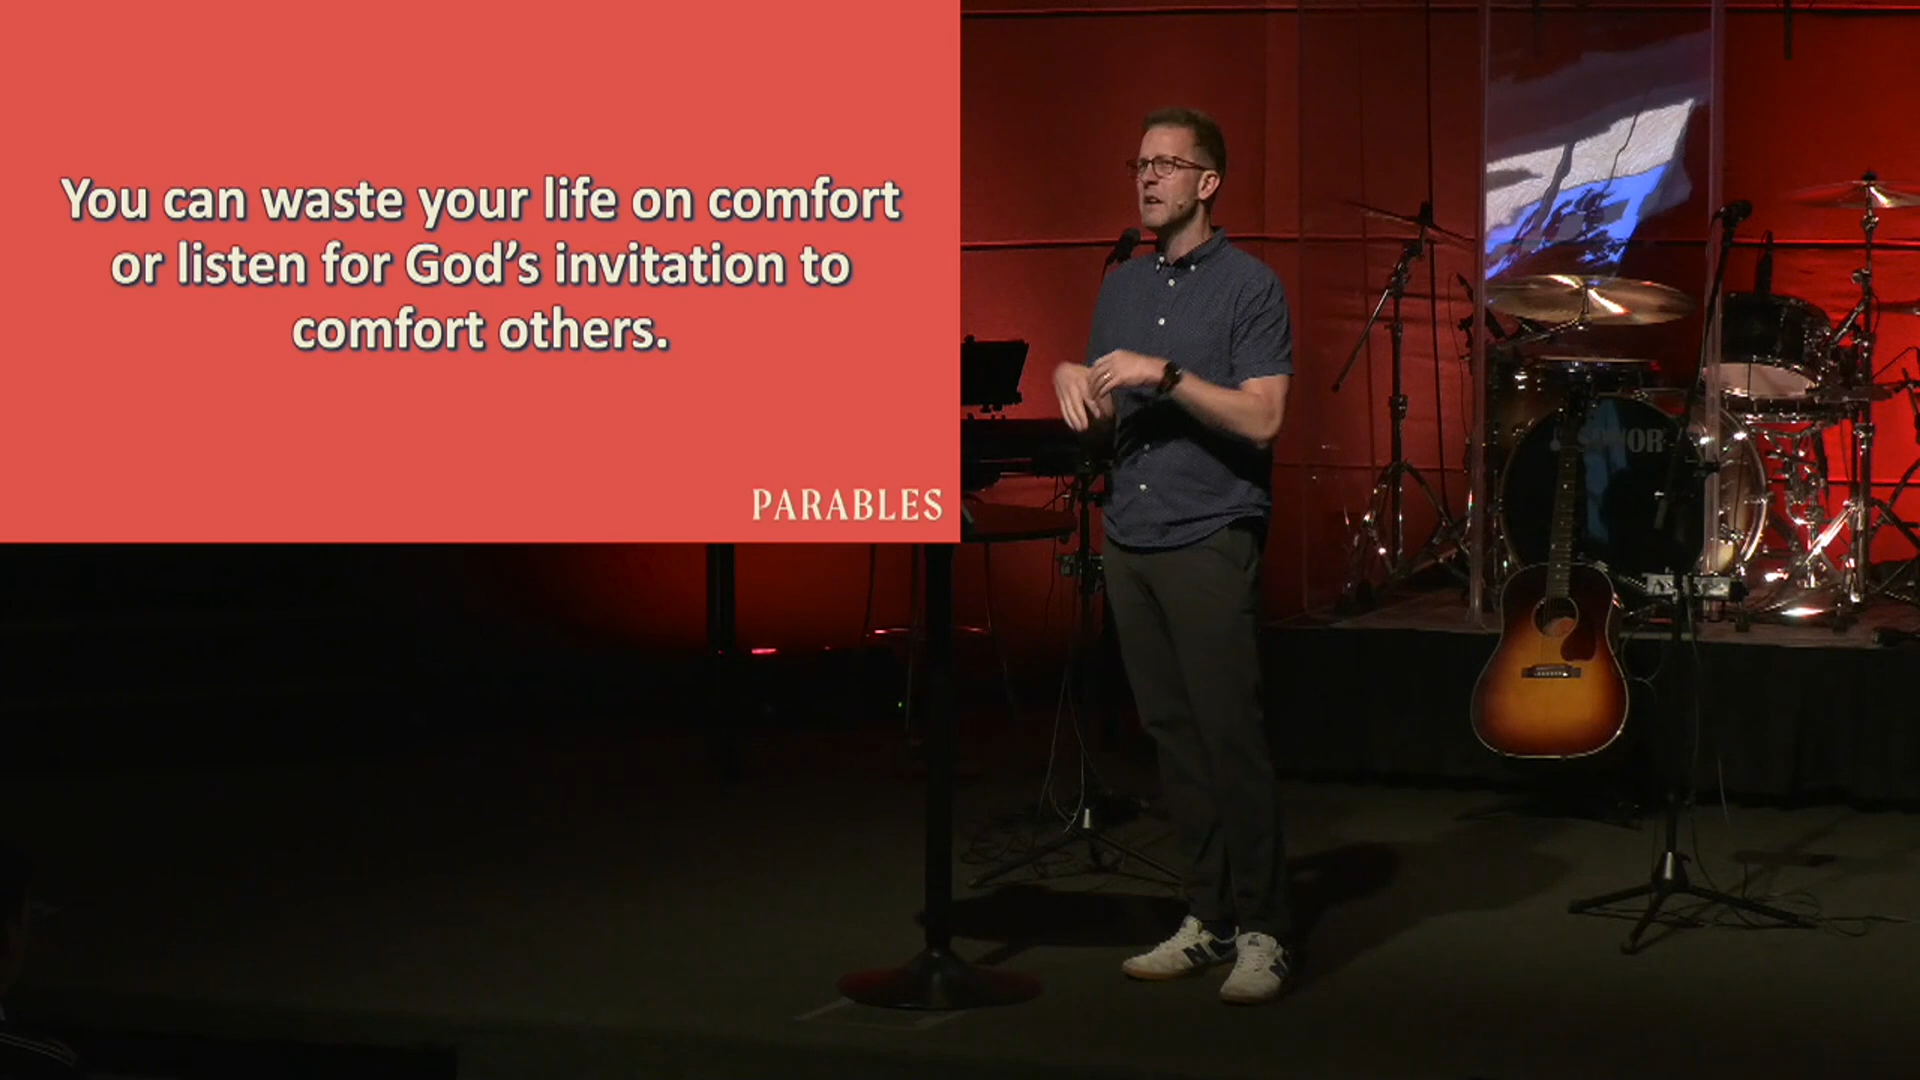 You can waste your life on comfort
or listen for God's invitation to
comfort others.
PARABLES